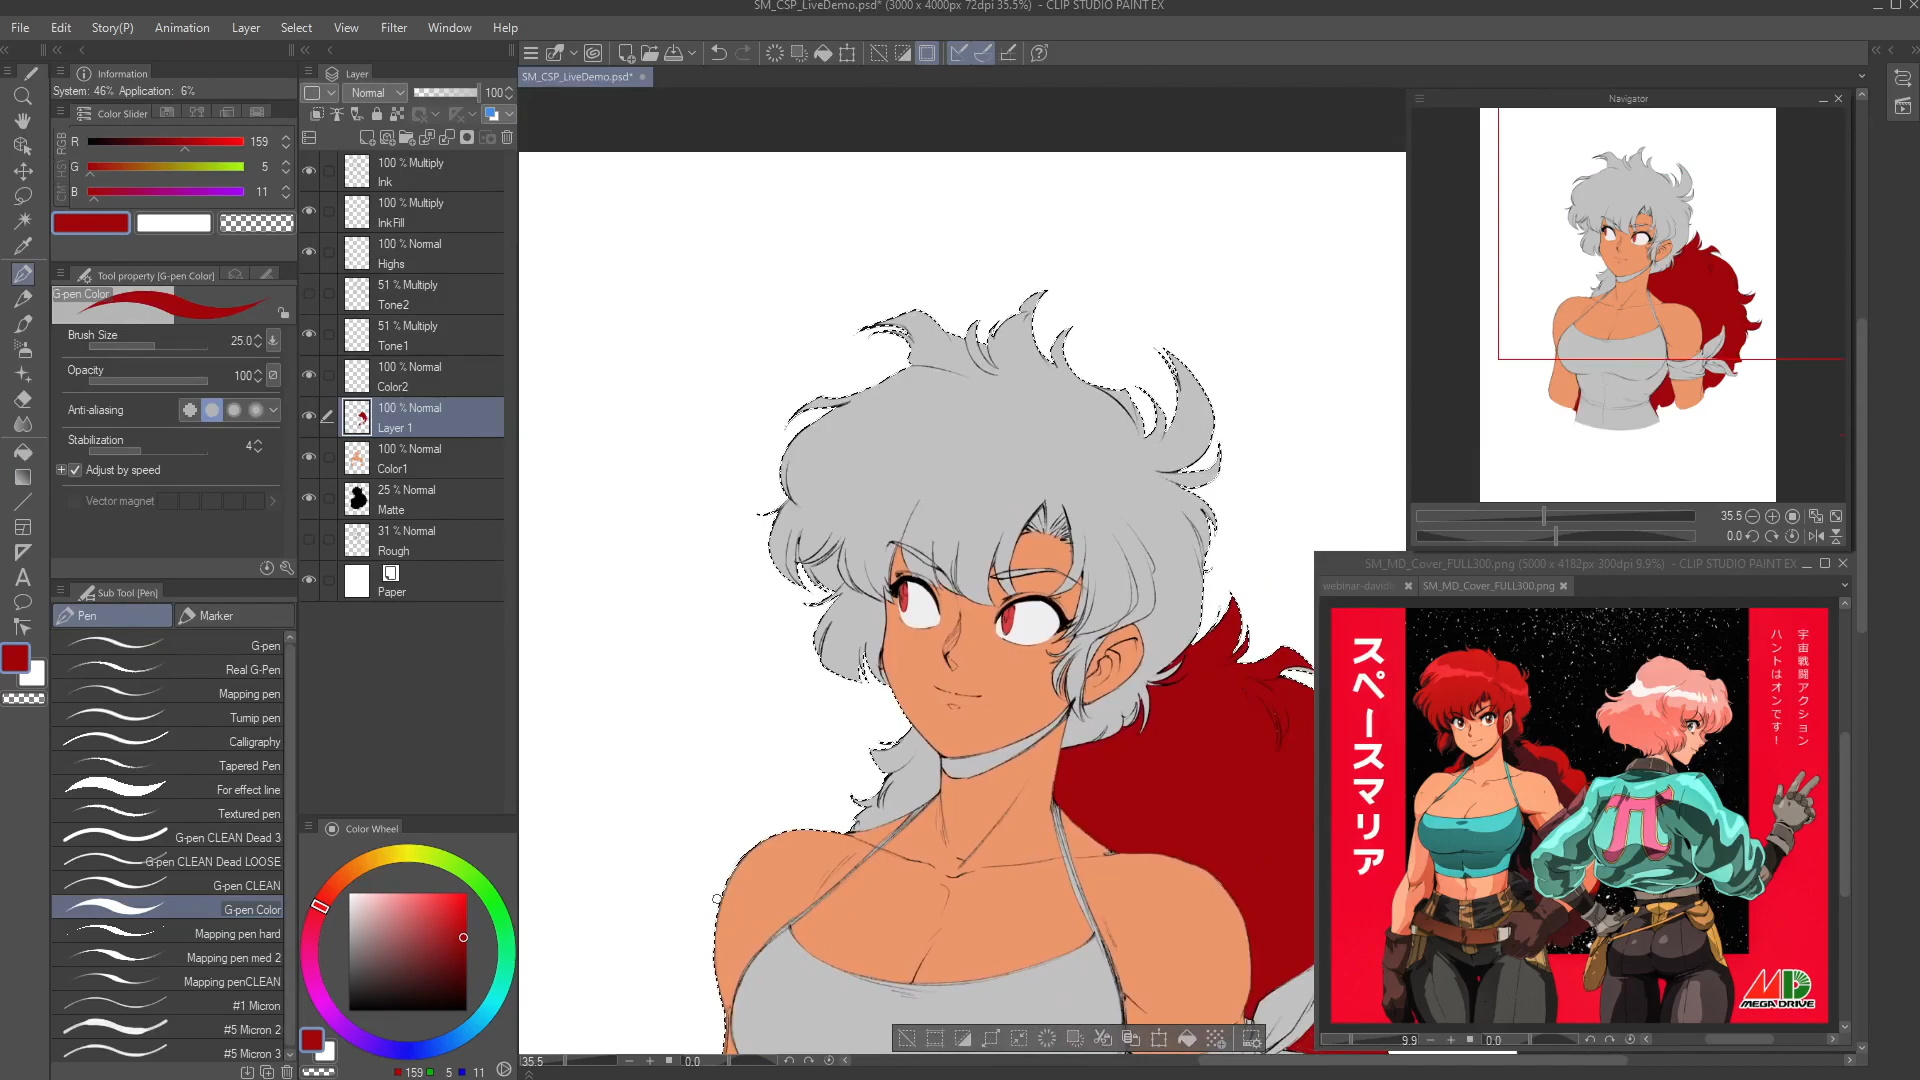 SM_CSP_LiveDemo.psd* (3000 x 4000px 72dpi 35.5%)  - CLIP STUDIO PAINT EX
File Edit Story(P) Animation Layer Select View Filter Window Help
SM_CSP_LiveDemo.psd*
Information
System: 46% Application: 6%
Color Slider
RGB
R 159
G 5
B 11
Tool property [G-pen Color]
G-pen Color
Brush Size 25.0
Opacity 100
Anti-aliasing
Stabilization 4
Adjust by speed
Vector magnet
Sub Tool [Pen]
Pen
Marker
G-pen
Real G-Pen
Mapping pen
Turnip pen
Calligraphy
Tapered Pen
For effect line
Textured pen
G-pen CLEAN Dead 3
G-pen CLEAN Dead LOOSE
G-pen CLEAN
G-pen Color
Mapping pen hard
Mapping pen med 2
Mapping penCLEAN
#1 Micron
#5 Micron 2
#5 Micron 3
Layer
Normal 100
100 % Multiply
Ink
100 % Multiply
InkFill
100 % Normal
Highs
51 % Multiply
Tone2
51 % Multiply
Tone1
100 % Normal
Color2
100 % Normal
Layer 1
100 % Normal
Color1
25 % Normal
Matte
31 % Normal
Rough
Paper
Color Wheel
159 5 11
35.5 0.0
Navigator
35.5
0.0
SM_MD_Cover_FULL300.png (5000 x 4182px 300dpi 9.9%)  - CLIP STUDIO PAINT EX
webinar-david
SM_MD_Cover_FULL300.png
スペースマリア
宇宙戦闘アクション
ハントはオンです!
π
MD
MEGA DRIVE
9.9 0.0